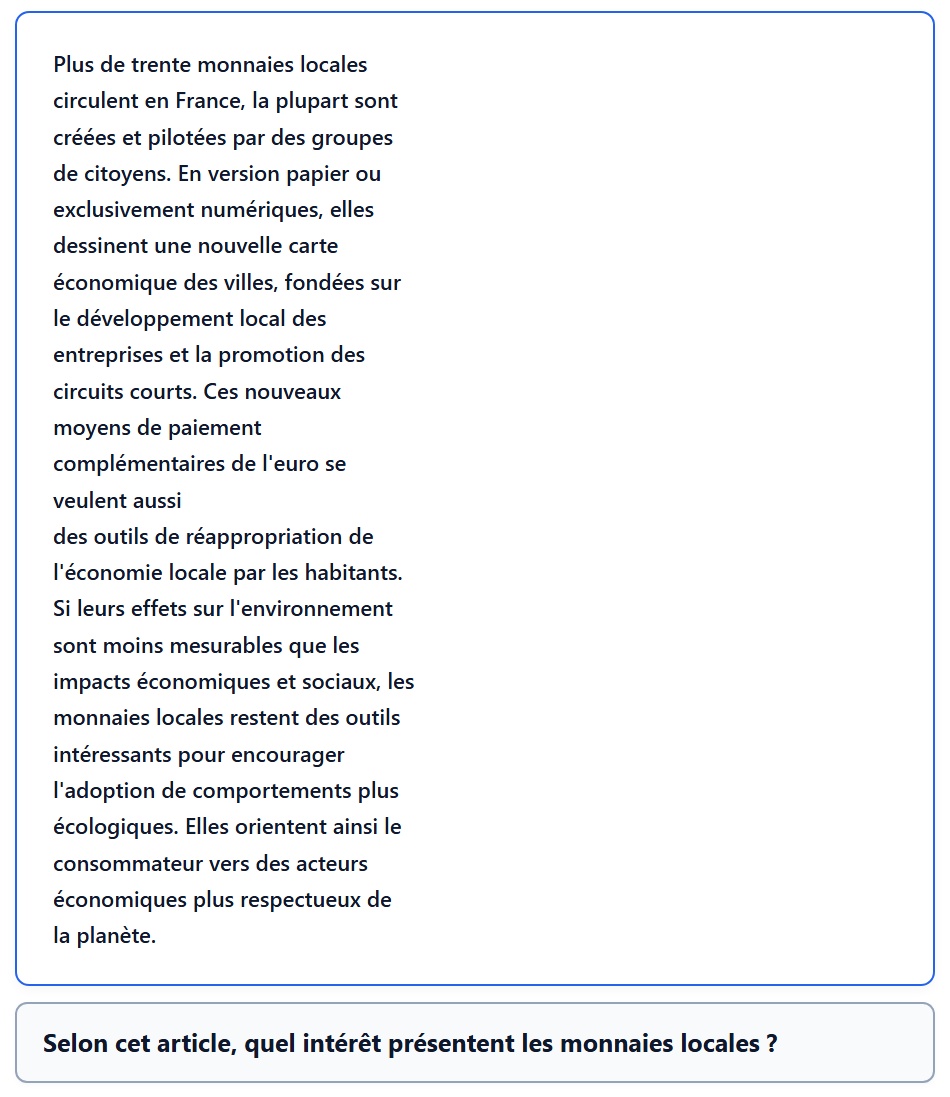 Plus de trente monnaies locales
circulent en France, la plupart sont
créées et pilotées par des groupes
de citoyens. En version papier ou
exclusivement numériques, elles
dessinent une nouvelle carte
économique des villes, fondées sur
le développement local des
entreprises et la promotion des
circuits courts. Ces nouveaux
moyens de paiement
complémentaires de l'euro se
veulent aussi
des outils de réappropriation de
l'économie locale par les habitants.
Si leurs effets sur l'environnement
sont moins mesurables que les
impacts économiques et sociaux, les
monnaies locales restent des outils
intéressants pour encourager
l'adoption de comportements plus
écologiques. Elles orientent ainsi le
consommateur vers des acteurs
économiques plus respectueux de
la planète.
Selon cet article, quel intérêt présentent les monnaies locales ?